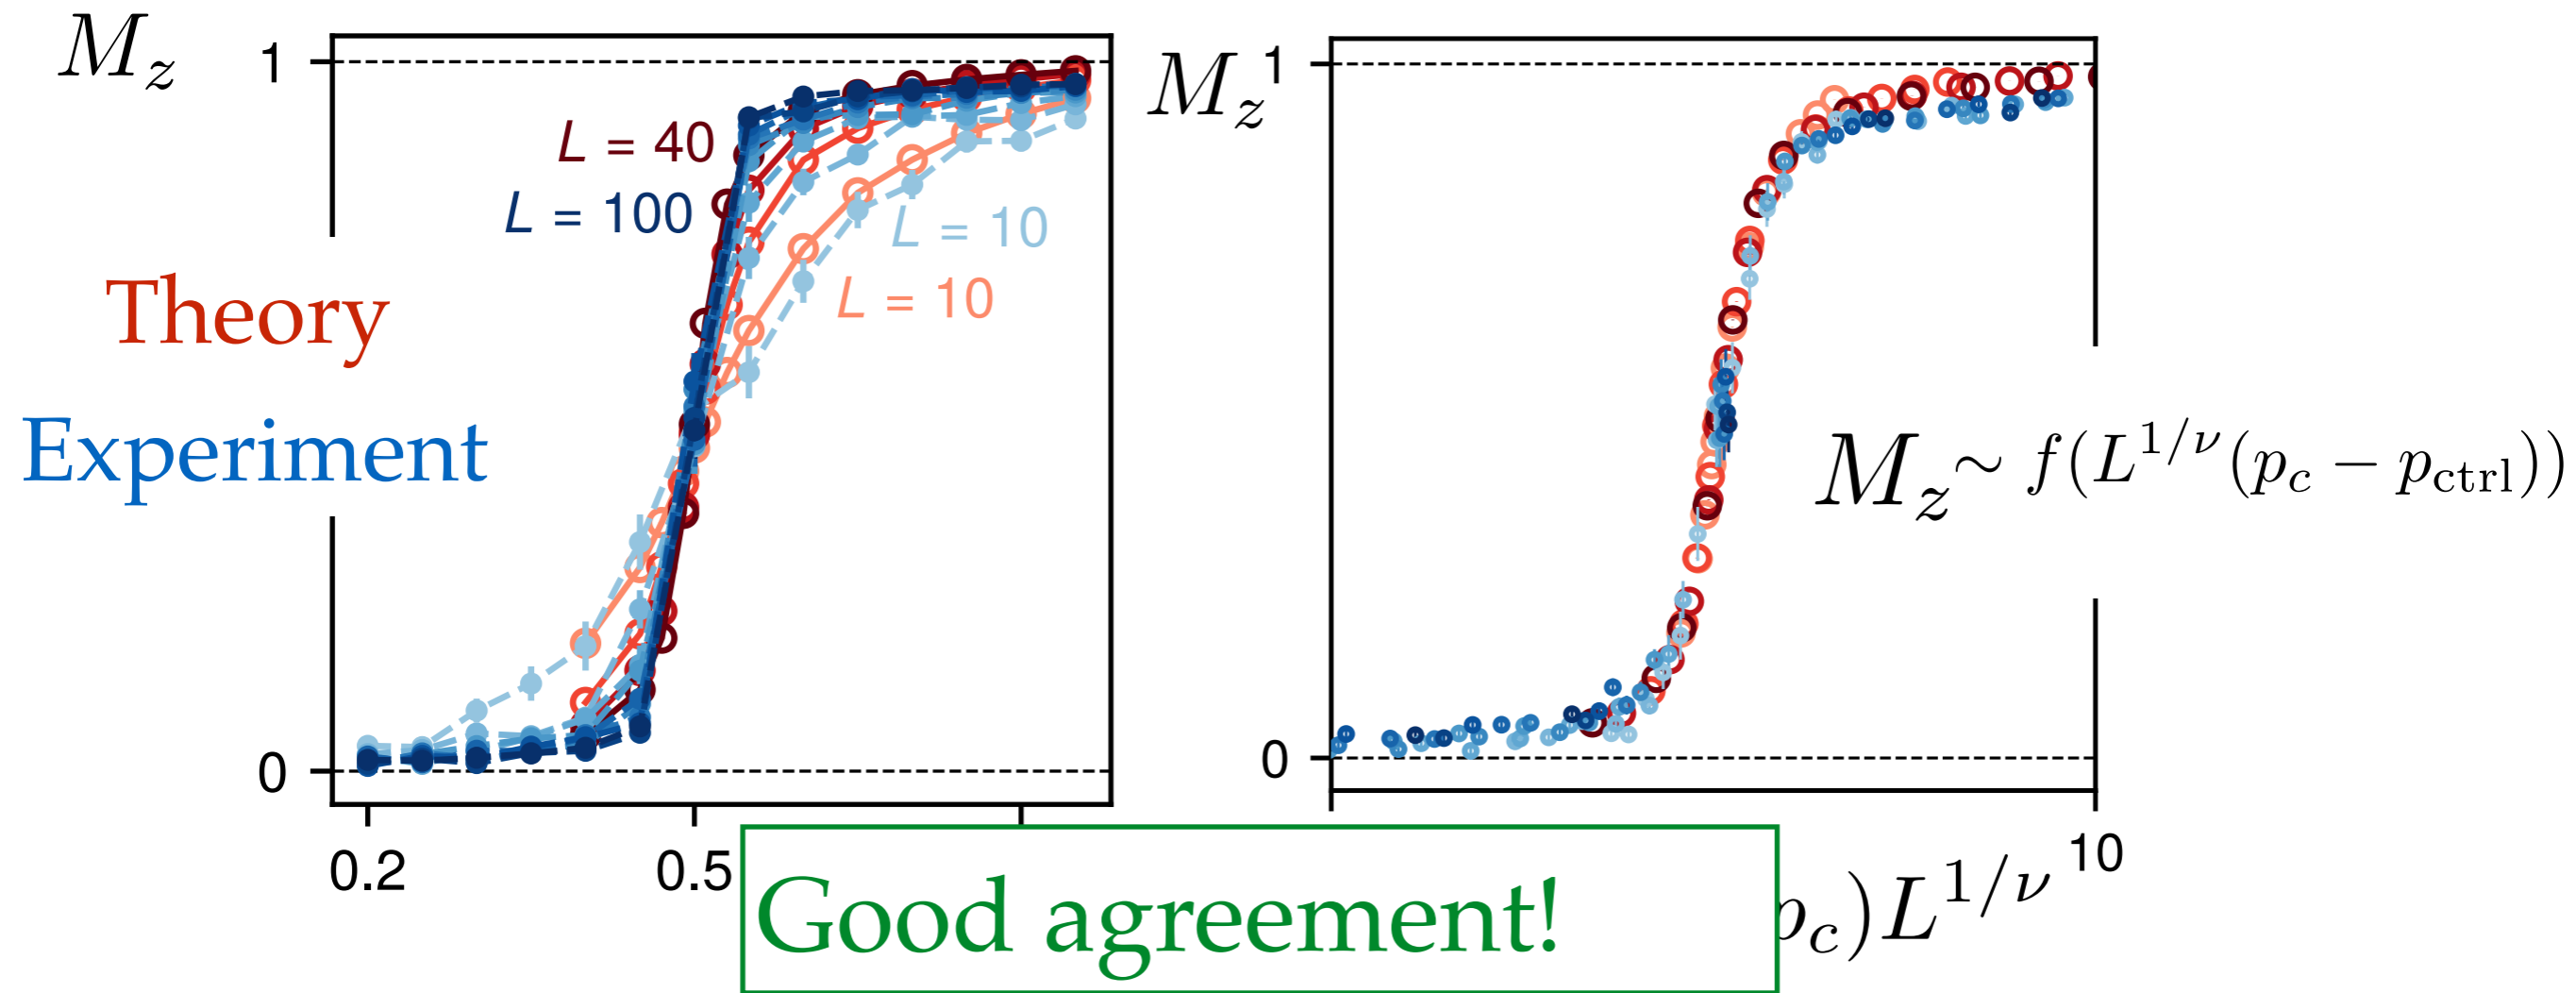 M_z
1
L = 40
L = 100
L = 10
L = 10
Theory
Experiment
0
0.2
0.5
M_z
1
M_z ~ f(L^{1/ν}(p_c − p_ctrl))
0
10
p_c)L^{1/ν}
Good agreement!